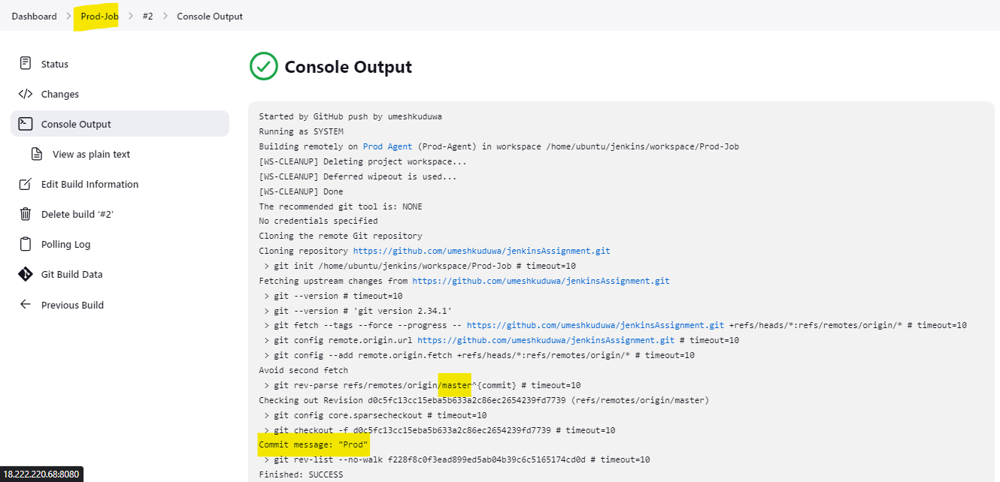 Dashboard > Prod-Job > #2 > Console Output
Status
Changes
Console Output
View as plain text
Edit Build Information
Delete build ‘#2’
Polling Log
Git Build Data
Previous Build
Console Output
Started by GitHub push by umeshkuduwa
Running as SYSTEM
Building remotely on Prod Agent (Prod-Agent) in workspace /home/ubuntu/jenkins/workspace/Prod-Job
[WS-CLEANUP] Deleting project workspace...
[WS-CLEANUP] Deferred wipeout is used...
[WS-CLEANUP] Done
The recommended git tool is: NONE
No credentials specified
Cloning the remote Git repository
Cloning repository https://github.com/umeshkuduwa/jenkinsAssignment.git
> git init /home/ubuntu/jenkins/workspace/Prod-Job # timeout=10
Fetching upstream changes from https://github.com/umeshkuduwa/jenkinsAssignment.git
> git --version # timeout=10
> git --version # 'git version 2.34.1'
> git fetch --tags --force --progress -- https://github.com/umeshkuduwa/jenkinsAssignment.git +refs/heads/*:refs/remotes/origin/* # timeout=10
> git config remote.origin.url https://github.com/umeshkuduwa/jenkinsAssignment.git # timeout=10
> git config --add remote.origin.fetch +refs/heads/*:refs/remotes/origin/* # timeout=10
Avoid second fetch
> git rev-parse refs/remotes/origin/master^{commit} # timeout=10
Checking out Revision d0c5fc13cc15eba5b633a2c86ec2654239fd7739 (refs/remotes/origin/master)
> git config core.sparsecheckout # timeout=10
> git checkout -f d0c5fc13cc15eba5b633a2c86ec2654239fd7739 # timeout=10
Commit message: "Prod"
> git rev-list --no-walk f228f8c0f3ead899ed5ab04b39c6c5165174cd0d # timeout=10
Finished: SUCCESS
18.222.220.68:8080